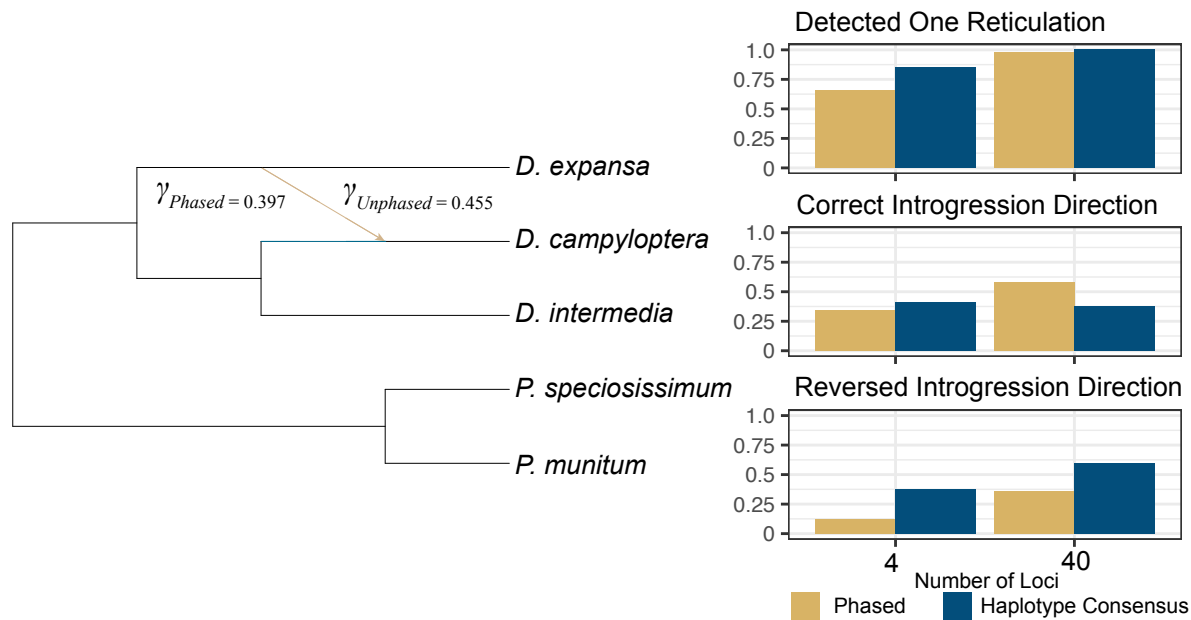 Detected One Reticulation
1.0
0.75
0.5
0.25
0
D. expansa
γPhased = 0.397
γUnphased = 0.455
D. campyloptera
D. intermedia
P. speciosissimum
P. munitum
Correct Introgression Direction
1.0
0.75
0.5
0.25
0
Reversed Introgression Direction
1.0
0.75
0.5
0.25
0
4 40
Number of Loci
Phased Haplotype Consensus